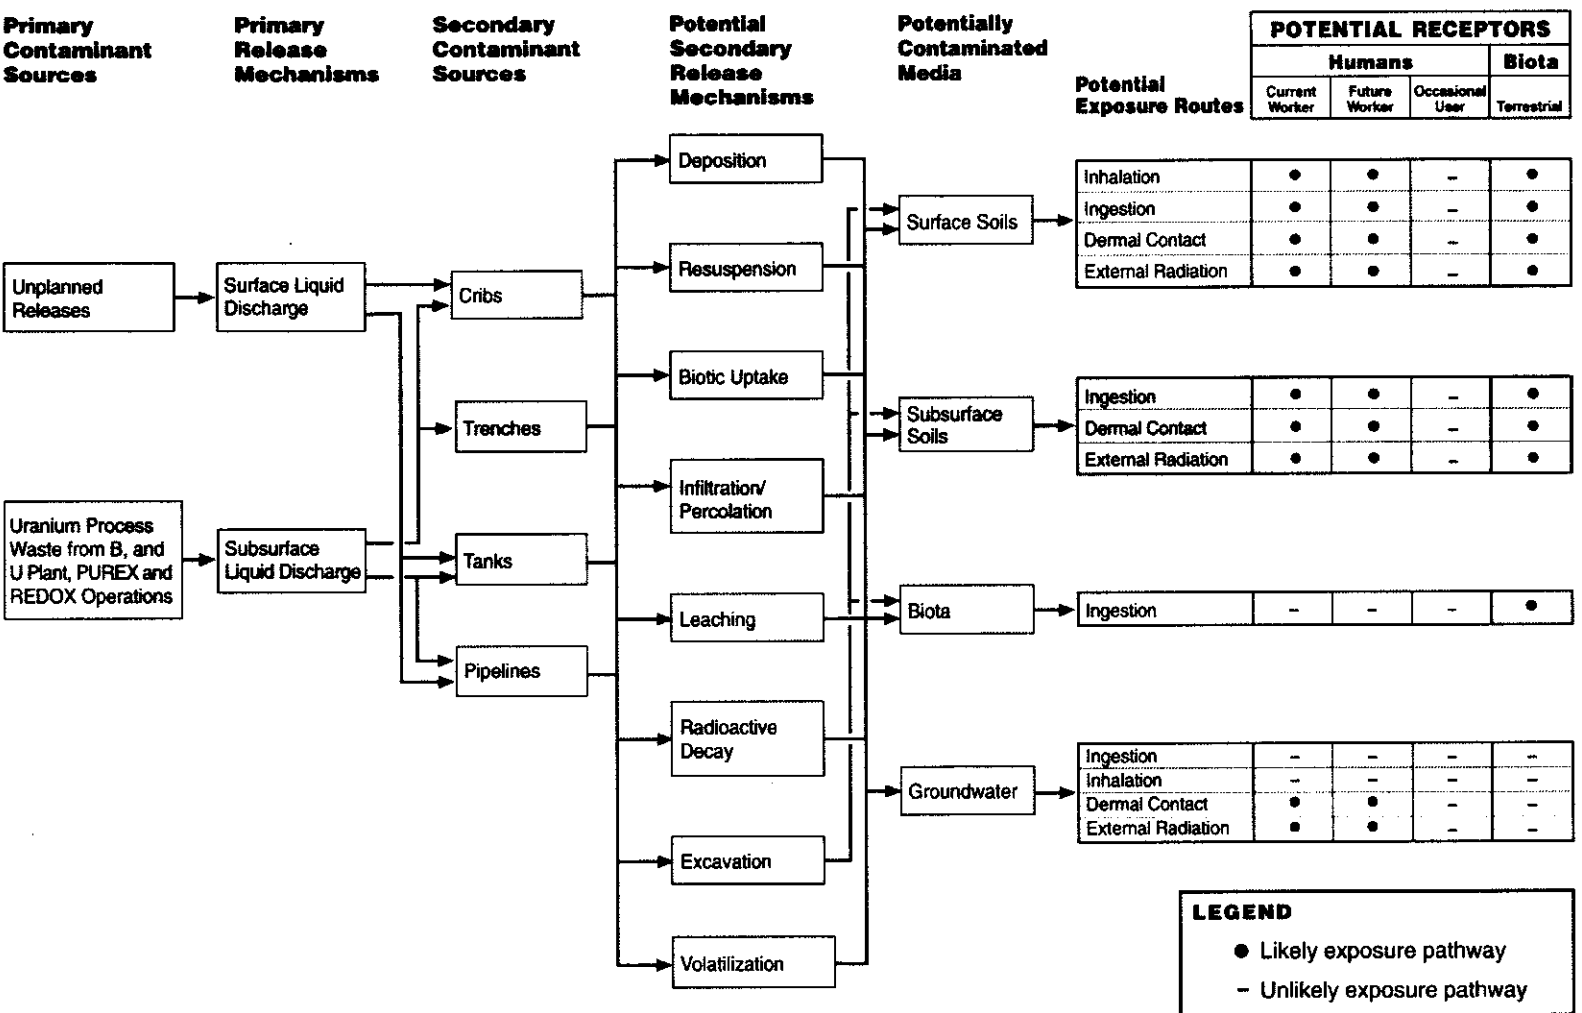 Primary
Contaminant
Sources
Primary
Release
Mechanisms
Secondary
Contaminant
Sources
Potential
Secondary
Release
Mechanisms
Potentially
Contaminated
Media
Potential
Exposure Routes
POTENTIAL RECEPTORS
Humans
Biota
Current
Worker
Future
Worker
Occasional
User
Terrestrial
Unplanned
Releases
Uranium Process
Waste from B, and
U Plant, PUREX and
REDOX Operations
Surface Liquid
Discharge
Subsurface
Liquid Discharge
Cribs
Trenches
Tanks
Pipelines
Deposition
Resuspension
Biotic Uptake
Infiltration/
Percolation
Leaching
Radioactive
Decay
Excavation
Volatilization
Surface Soils
Subsurface
Soils
Biota
Groundwater
Inhalation ● ● – ●
Ingestion ● ● – ●
Dermal Contact ● ● – ●
External Radiation ● ● – ●
Ingestion ● ● – ●
Dermal Contact ● ● – ●
External Radiation ● ● – ●
Ingestion – – – ●
Ingestion – – – –
Inhalation – – – –
Dermal Contact ● ● – –
External Radiation ● ● – –
LEGEND
● Likely exposure pathway
– Unlikely exposure pathway